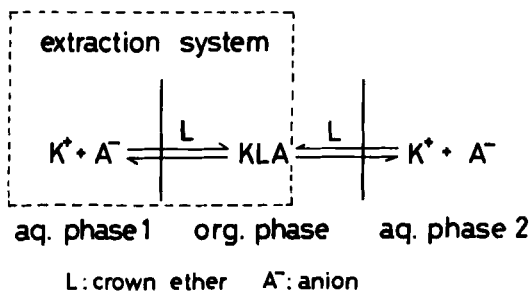 extraction system
L L
K⁺ + A⁻ ⇌ KLA ⇌ K⁺ + A⁻
aq. phase 1 org. phase aq. phase 2
L : crown ether A⁻ : anion